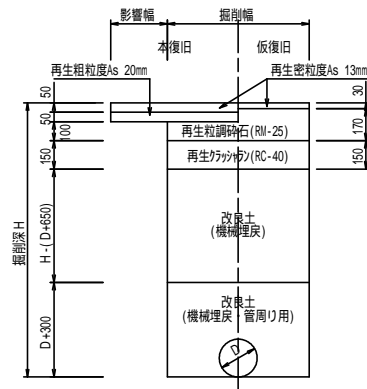 影響幅
掘削幅
本復旧
仮復旧
再生粗粒度As 20mm
再生密粒度As 13mm
50
50
100
150
H-(D+650)
D+300
掘削深H
30
170
150
再生粒調砕石(RM-25)
再生クラッシャラン(RC-40)
改良土
(機械埋戻)
改良土
(機械埋戻・管周り用)
D